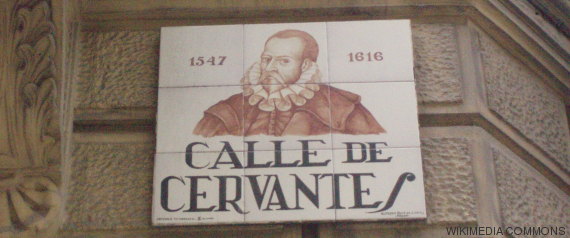 1547 1616
CALLE DE
CERVANTES
WIKIMEDIA COMMONS